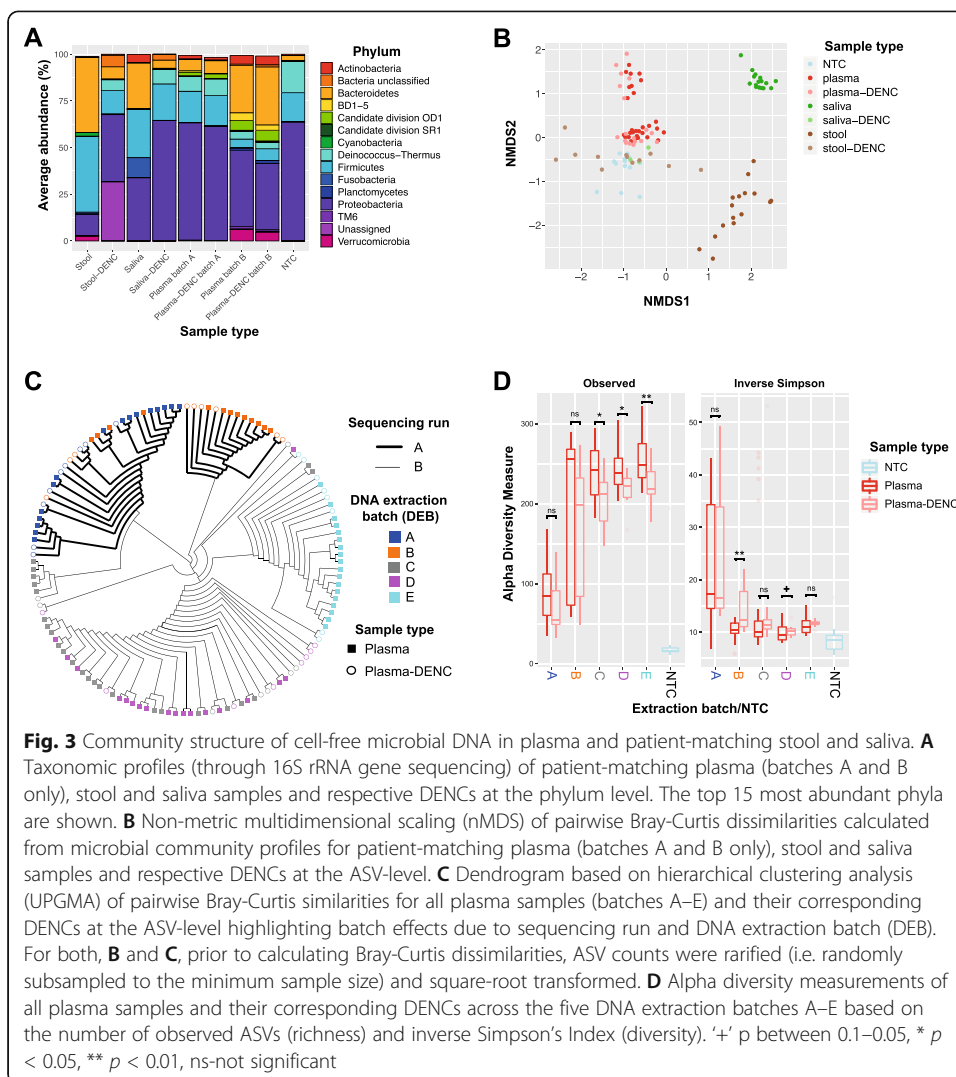 A
Average abundance (%)
100
75
50
25
0
Stool
Stool-DENC
Saliva
Saliva-DENC
Plasma batch A
Plasma-DENC batch A
Plasma batch B
Plasma-DENC batch B
NTC
Sample type
Phylum
Actinobacteria
Bacteria unclassified
Bacteroidetes
BD1-5
Candidate division OD1
Candidate division SR1
Cyanobacteria
Deinococcus-Thermus
Firmicutes
Fusobacteria
Planctomycetes
Proteobacteria
TM6
Unassigned
Verrucomicrobia
B
NMDS2
2
1
0
−1
−2
−2
−1
0
1
2
NMDS1
Sample type
NTC
plasma
plasma-DENC
saliva
saliva-DENC
stool
stool-DENC
C
Sequencing run
A
B
DNA extraction
batch (DEB)
A
B
C
D
E
Sample type
Plasma
Plasma-DENC
D
Observed
Inverse Simpson
Alpha Diversity Measure
300
200
100
0
ns
ns
*
*
**
A
B
C
D
E
NTC
50
40
30
20
10
ns
**
ns
+
ns
A
B
C
D
E
NTC
Extraction batch/NTC
Sample type
NTC
Plasma
Plasma-DENC
Fig. 3 Community structure of cell-free microbial DNA in plasma and patient-matching stool and saliva. A
Taxonomic profiles (through 16S rRNA gene sequencing) of patient-matching plasma (batches A and B
only), stool and saliva samples and respective DENCs at the phylum level. The top 15 most abundant phyla
are shown. B Non-metric multidimensional scaling (nMDS) of pairwise Bray-Curtis dissimilarities calculated
from microbial community profiles for patient-matching plasma (batches A and B only), stool and saliva
samples and respective DENCs at the ASV-level. C Dendrogram based on hierarchical clustering analysis
(UPGMA) of pairwise Bray-Curtis similarities for all plasma samples (batches A–E) and their corresponding
DENCs at the ASV-level highlighting batch effects due to sequencing run and DNA extraction batch (DEB).
For both, B and C, prior to calculating Bray-Curtis dissimilarities, ASV counts were rarified (i.e. randomly
subsampled to the minimum sample size) and square-root transformed. D Alpha diversity measurements of
all plasma samples and their corresponding DENCs across the five DNA extraction batches A–E based on
the number of observed ASVs (richness) and inverse Simpson's Index (diversity). '+' p between 0.1–0.05, * p
< 0.05, ** p < 0.01, ns-not significant